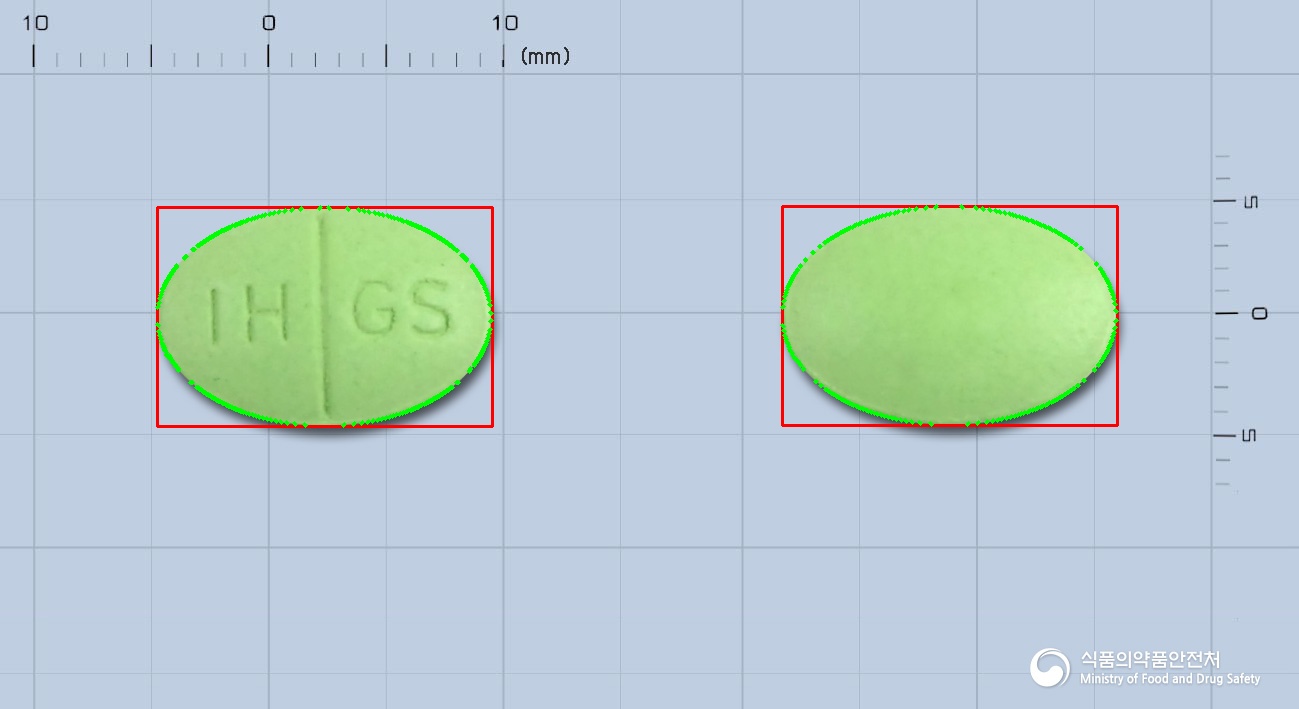 10 0 10
(mm)
IH GS
5
0
5
식품의약품안전처
Ministry of Food and Drug Safety